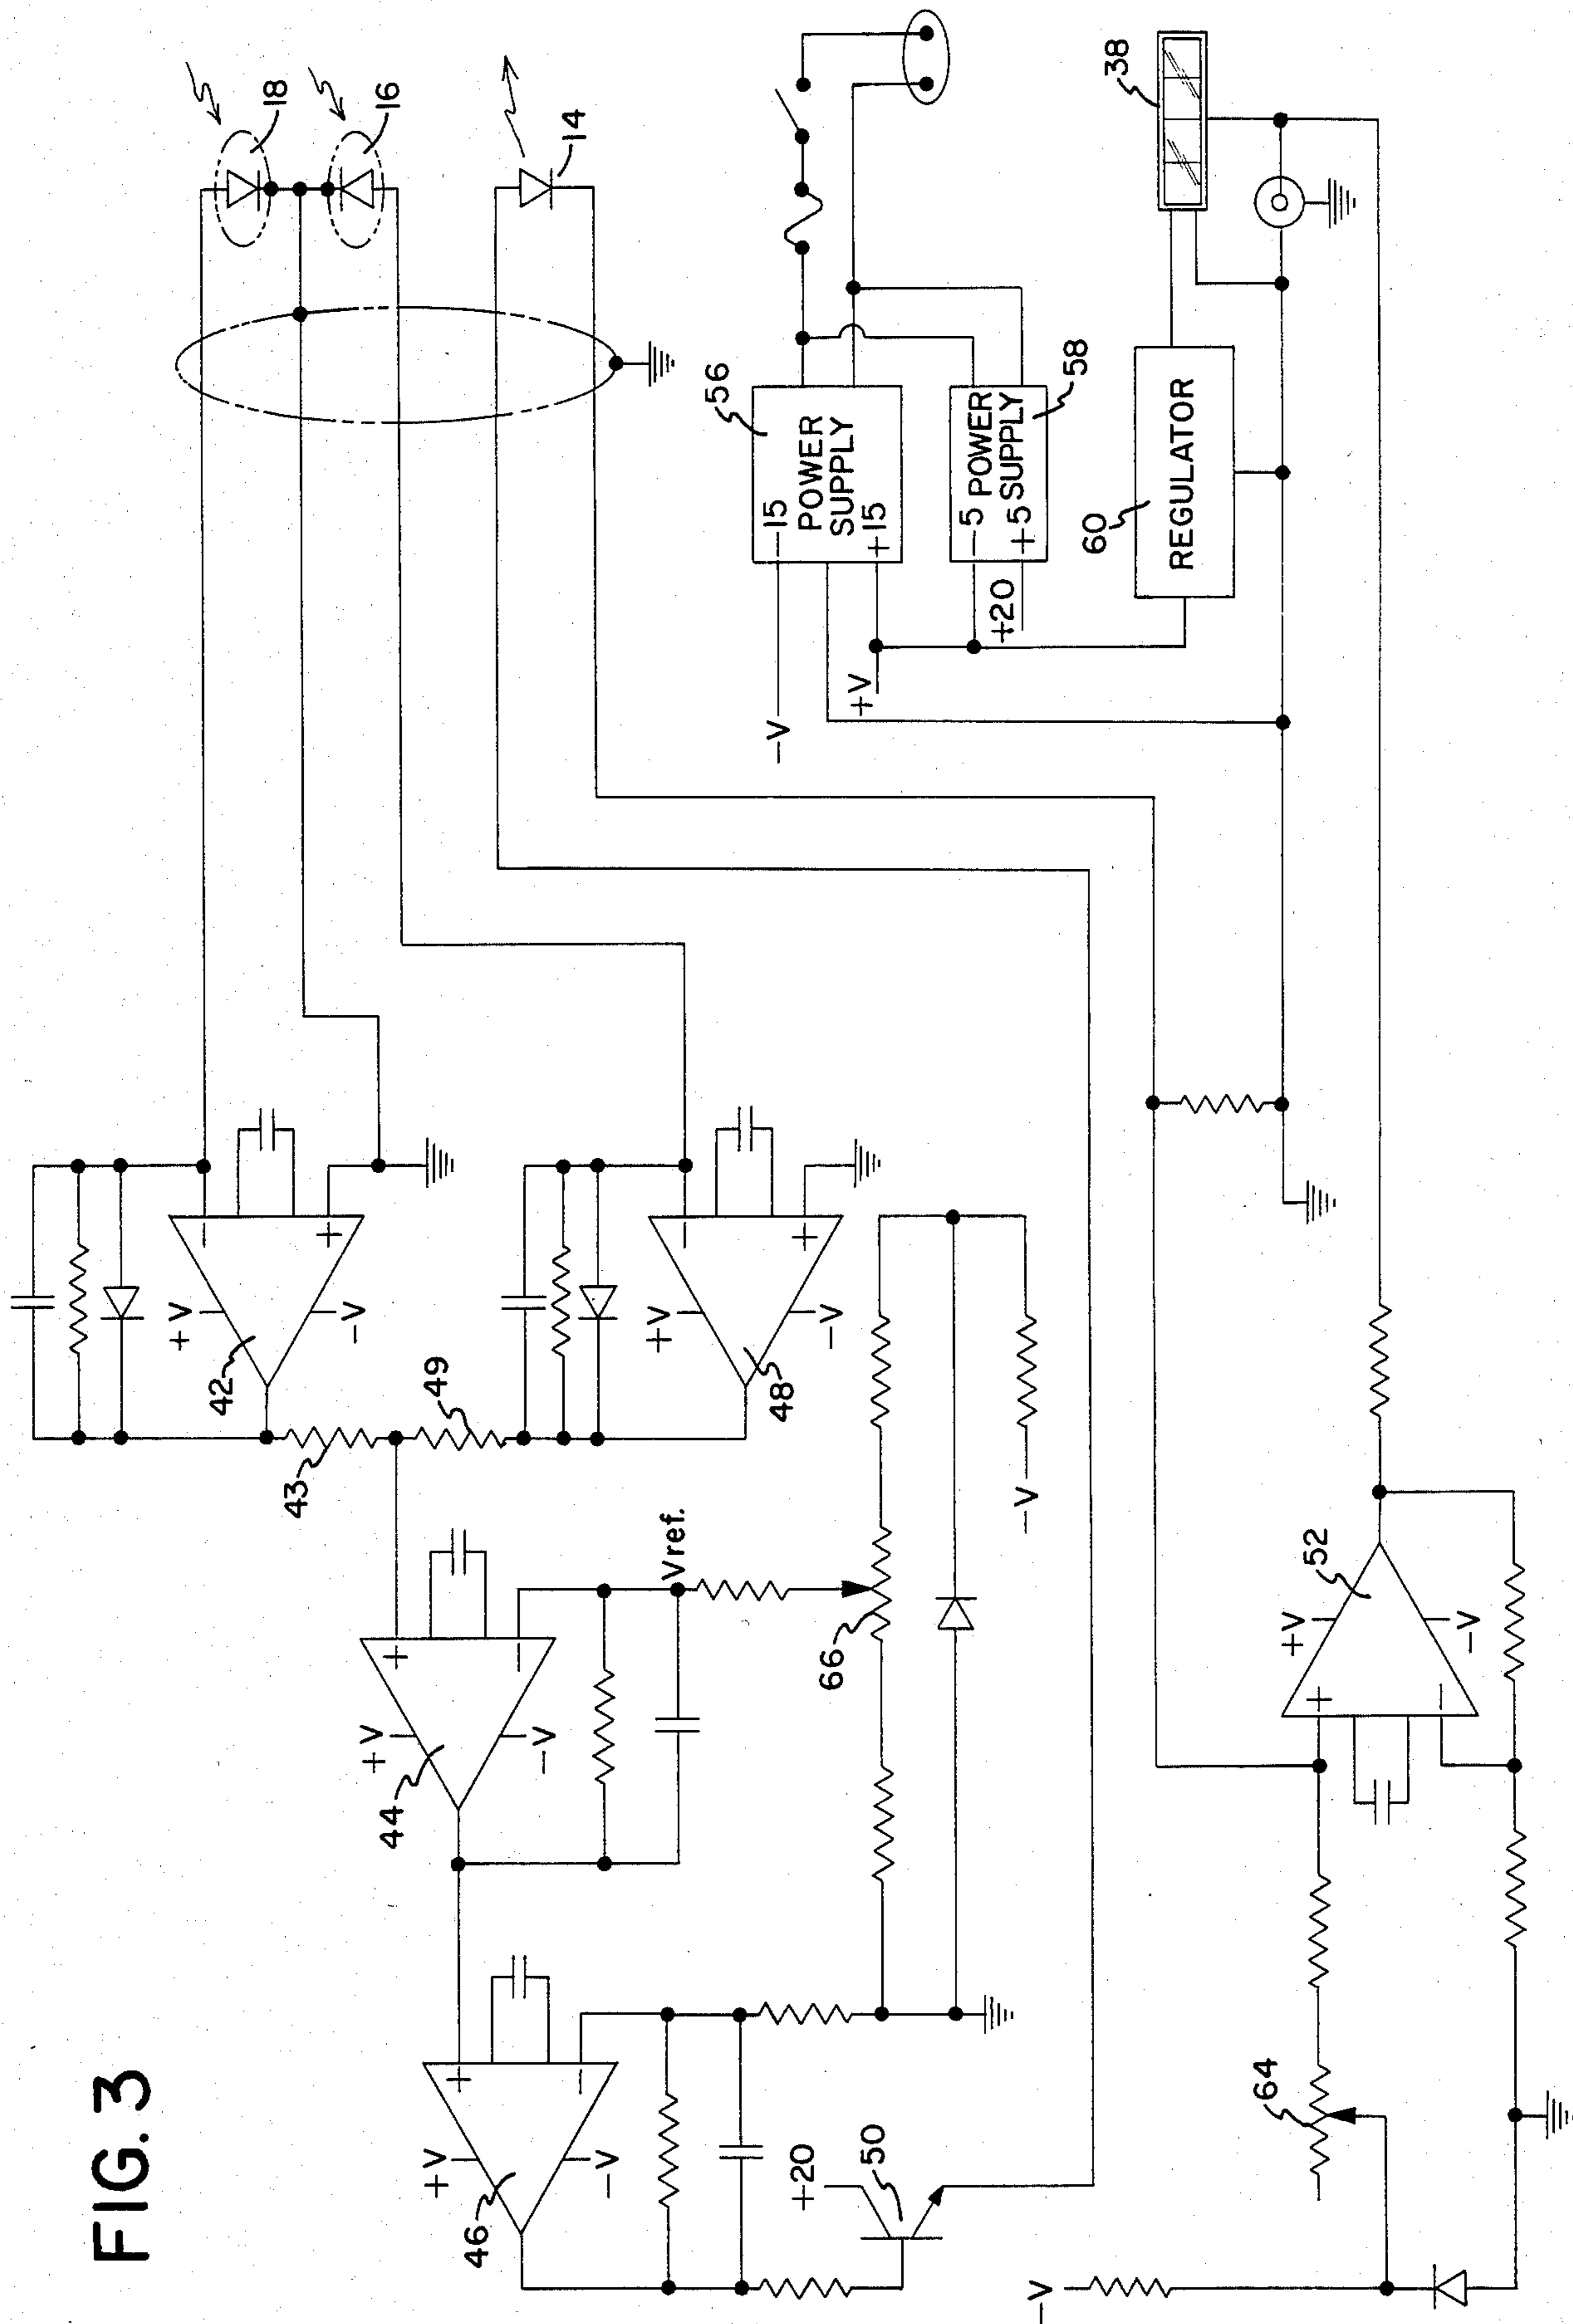 FIG. 3
18
16
14
38
56
POWER
SUPPLY
-15
+15
58
POWER
SUPPLY
-5
+5
+20
-V
+V
60
REGULATOR
-
+
+V
-V
42
43
49
-
+
+V
-V
48
+
-
+V
-V
44
Vref.
66
-V
+
-
+V
-V
46
+20
50
+
-
+V
-V
52
64
-V